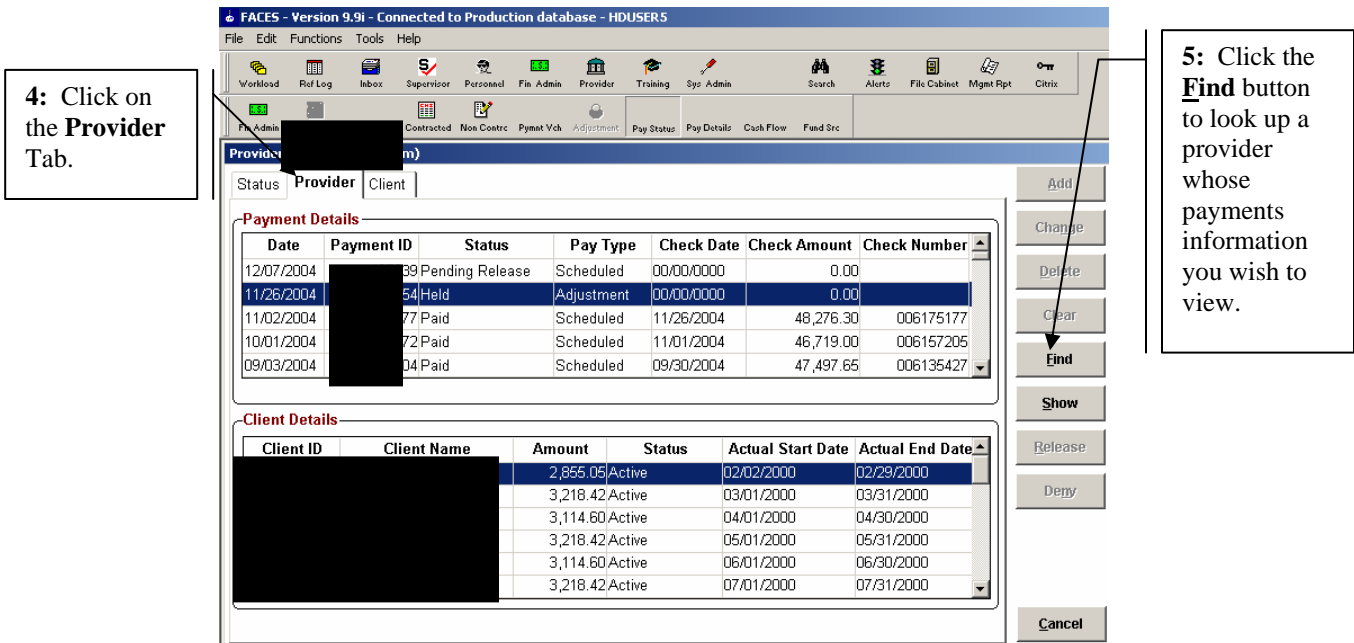 FACES - Version 9.9i - Connected to Production database - HDUSER5
File Edit Functions Tools Help
Workload Ref Log Inbox Supervisor Personnel Fin Admin Provider Training Sys Admin Search Alerts File Cabinet Mgmt Rpt Citrix
Fin Admin Contracted Non Contrc Pymnt Vch Adjustment Pay Status Pay Details Cash Flow Fund Src
4: Click on
the Provider
Tab.
5: Click the
Find button
to look up a
provider
whose
payments
information
you wish to
view.
Provider m)
Status Provider Client
Payment Details
Date Payment ID Status Pay Type Check Date Check Amount Check Number
12/07/2004 39 Pending Release Scheduled 00/00/0000 0.00
11/26/2004 54 Held Adjustment 00/00/0000 0.00
11/02/2004 77 Paid Scheduled 11/26/2004 48,276.30 006175177
10/01/2004 72 Paid Scheduled 11/01/2004 46,719.00 006157205
09/03/2004 04 Paid Scheduled 09/30/2004 47,497.65 006135427
Client Details
Client ID Client Name Amount Status Actual Start Date Actual End Date
2,855.05 Active 02/02/2000 02/29/2000
3,218.42 Active 03/01/2000 03/31/2000
3,114.60 Active 04/01/2000 04/30/2000
3,218.42 Active 05/01/2000 05/31/2000
3,114.60 Active 06/01/2000 06/30/2000
3,218.42 Active 07/01/2000 07/31/2000
Add
Change
Delete
Clear
Find
Show
Release
Deny
Cancel